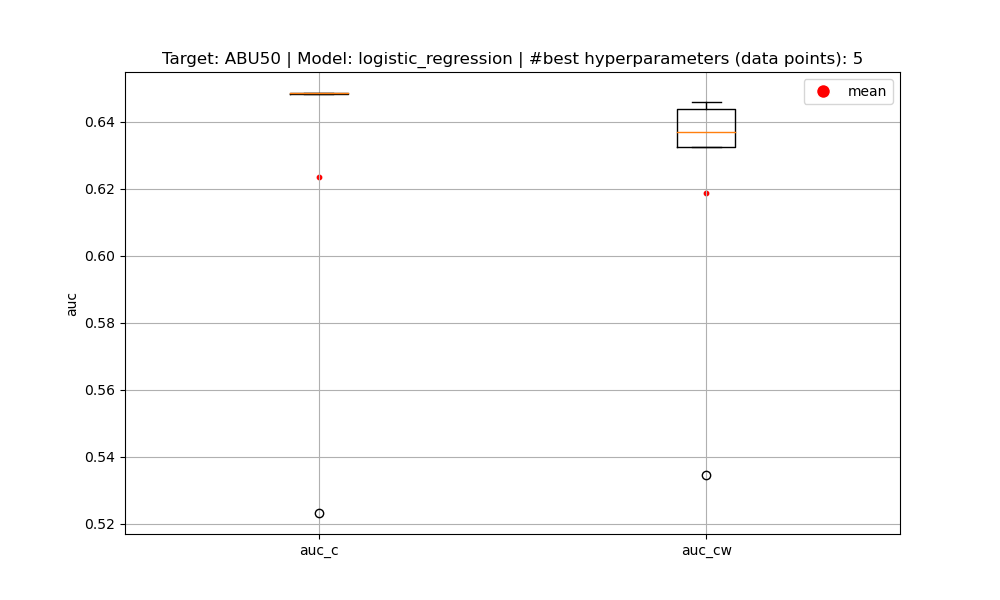 Target: ABU50 | Model: logistic_regression | #best hyperparameters (data points): 5
mean
0.64
0.62
0.60
0.58
0.56
0.54
0.52
auc
auc_c
auc_cw